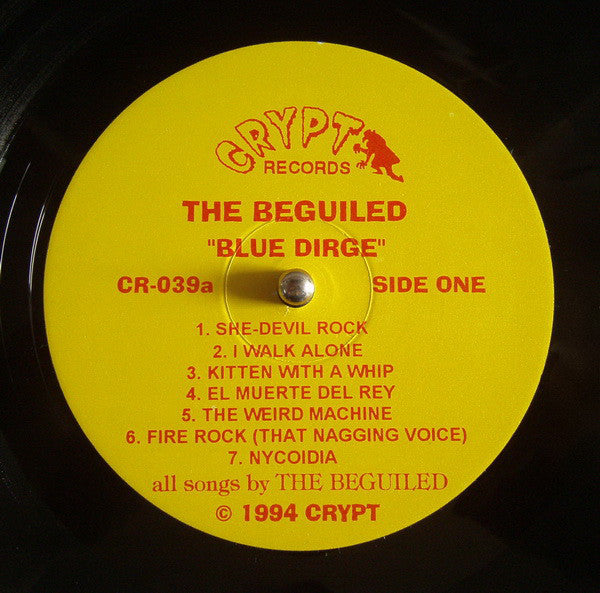 CRYPT
RECORDS
THE BEGUILED
"BLUE DIRGE"
CR-039a SIDE ONE
1. SHE-DEVIL ROCK
2. I WALK ALONE
3. KITTEN WITH A WHIP
4. EL MUERTE DEL REY
5. THE WEIRD MACHINE
6. FIRE ROCK (THAT NAGGING VOICE)
7. NYCOIDIA
all songs by THE BEGUILED
© 1994 CRYPT